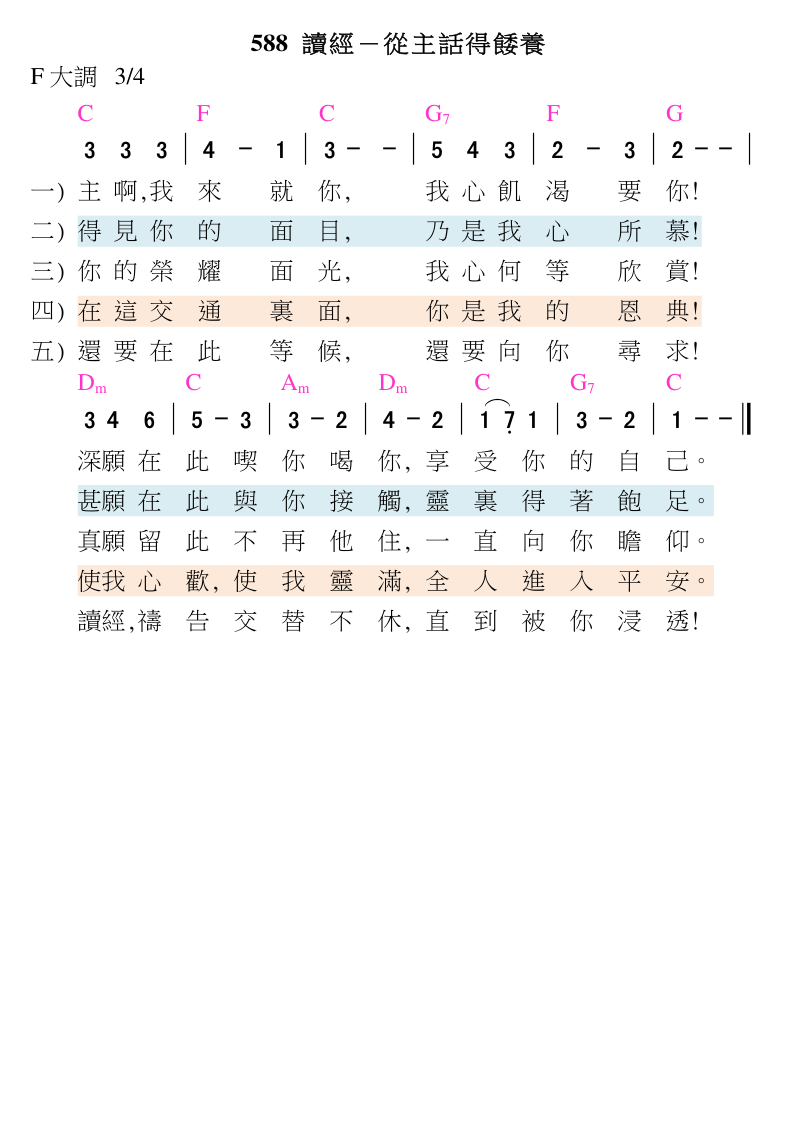 588 讀經－從主話得餧養
F 大調 3/4
C F C G7 F G
3 3 3 | 4 － 1 | 3 － － | 5 4 3 | 2 － 3 | 2 － － |
一) 主啊,我來就你, 我心飢渴要你!
二) 得見你的面目, 乃是我心所慕!
三) 你的榮耀面光, 我心何等欣賞!
四) 在這交通裏面, 你是我的恩典!
五) 還要在此等候, 還要向你尋求!
Dm C Am Dm C G7 C
3 4 6 | 5 － 3 | 3 － 2 | 4 － 2 | 1 7̣ 1 | 3 － 2 | 1 － － ‖
深願在此喫你喝你, 享受你的自己。
甚願在此與你接觸, 靈裏得著飽足。
真願留此不再他住, 一直向你瞻仰。
使我心歡, 使我靈滿, 全人進入平安。
讀經,禱告交替不休, 直到被你浸透!